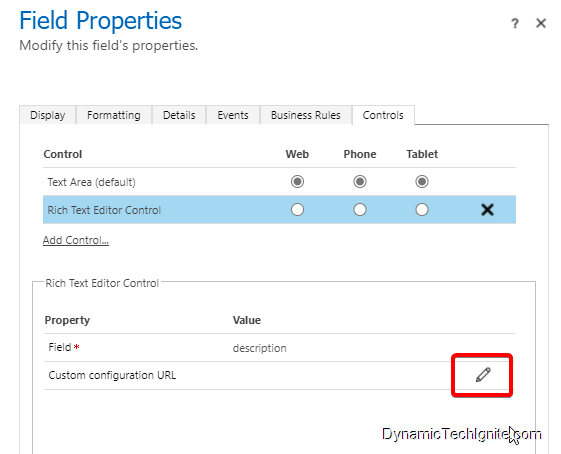 Field Properties
? ×
Modify this field's properties.
Display Formatting Details Events Business Rules Controls
Control Web Phone Tablet
Text Area (default)
Rich Text Editor Control
Add Control...
Rich Text Editor Control
Property Value
Field * description
Custom configuration URL
DynamicTechIgnite.com